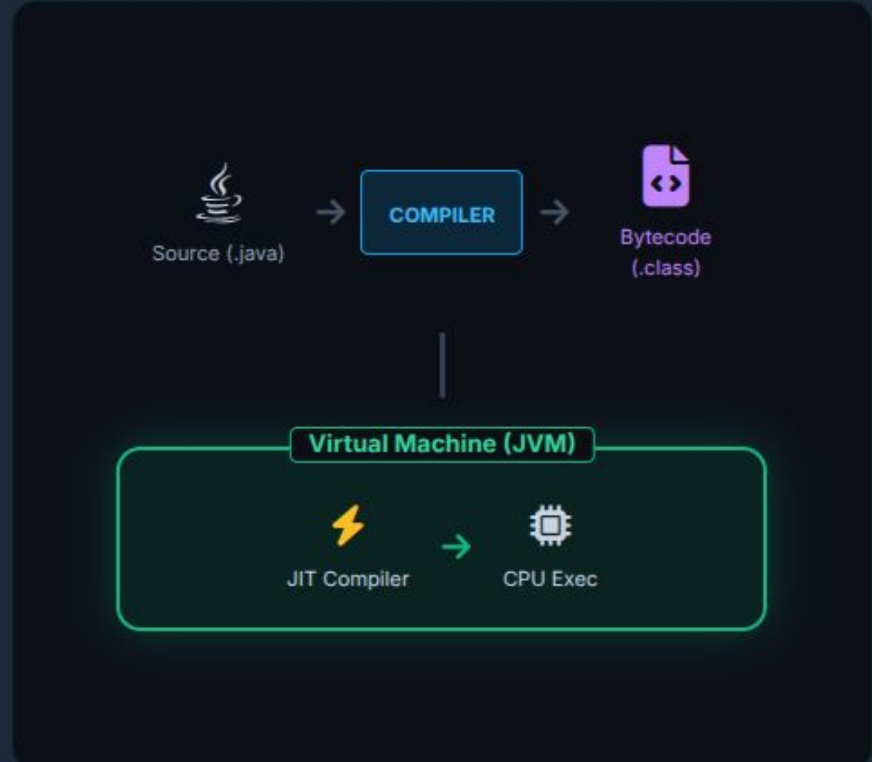 Source (.java)
COMPILER
Bytecode
(.class)
Virtual Machine (JVM)
JIT Compiler
CPU Exec